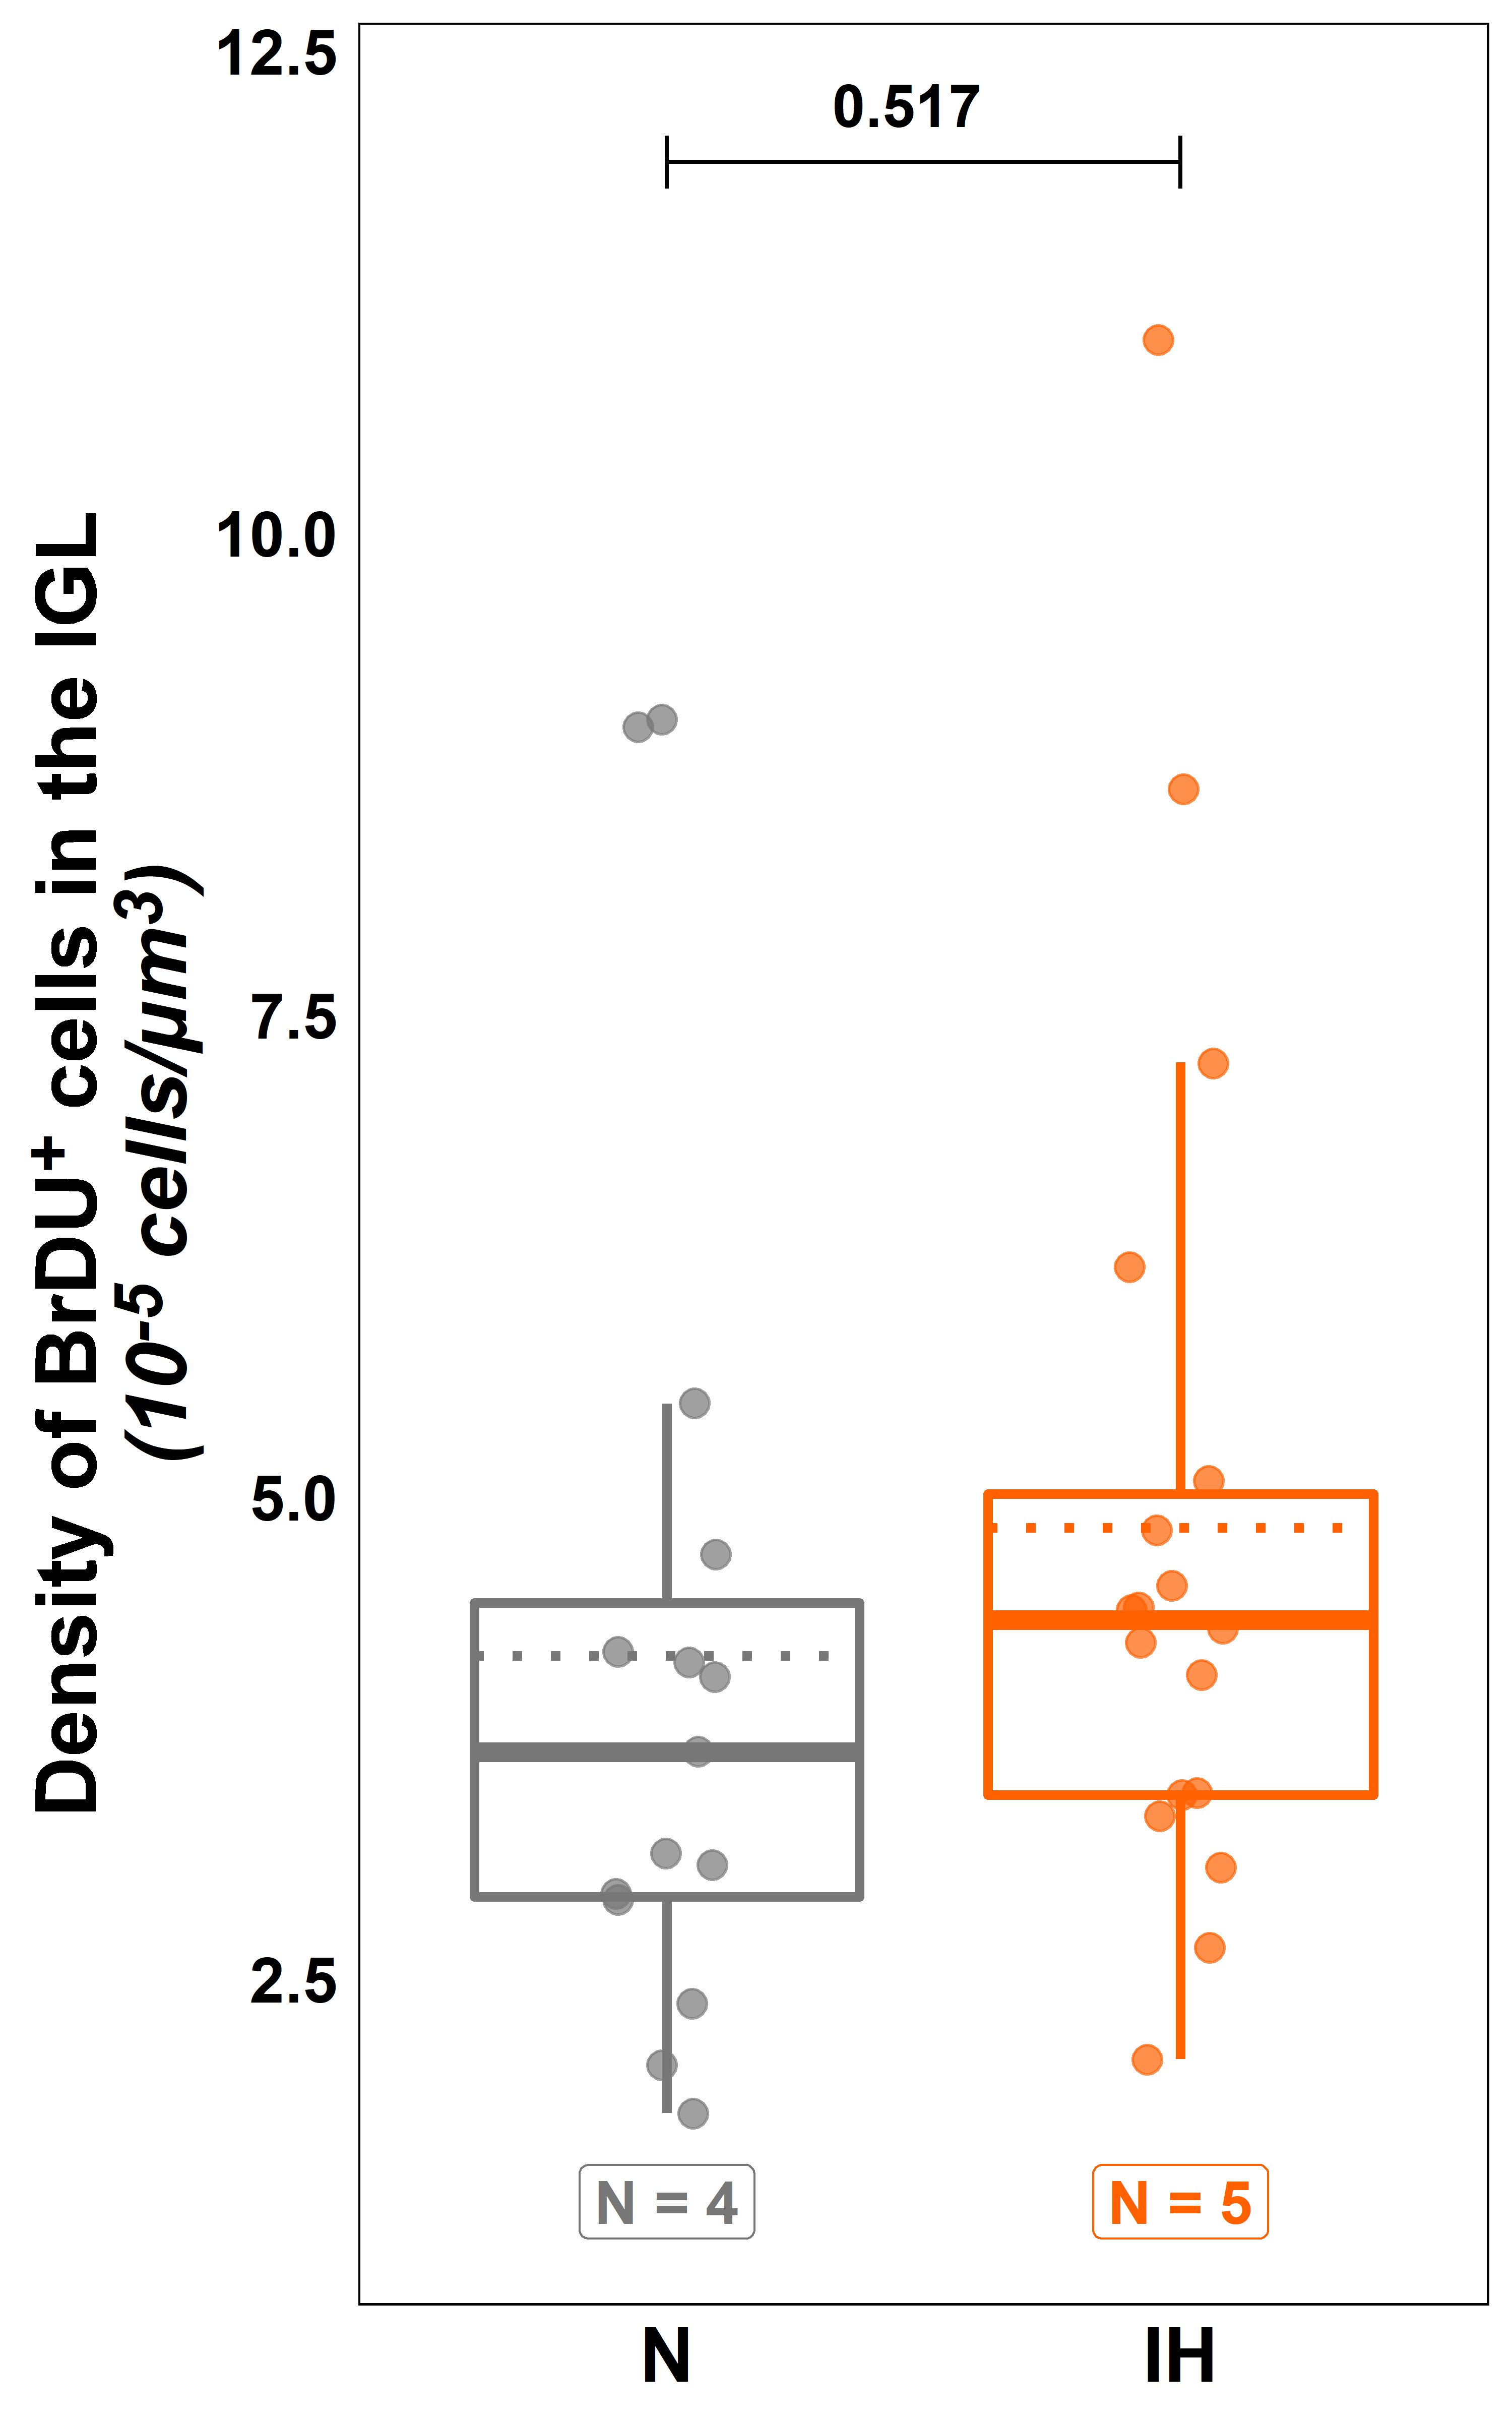 Density of BrDU⁺ cells in the IGL
(10⁻⁵ cells/µm³)
12.5
10.0
7.5
5.0
2.5
0.517
N = 4
N = 5
N
IH